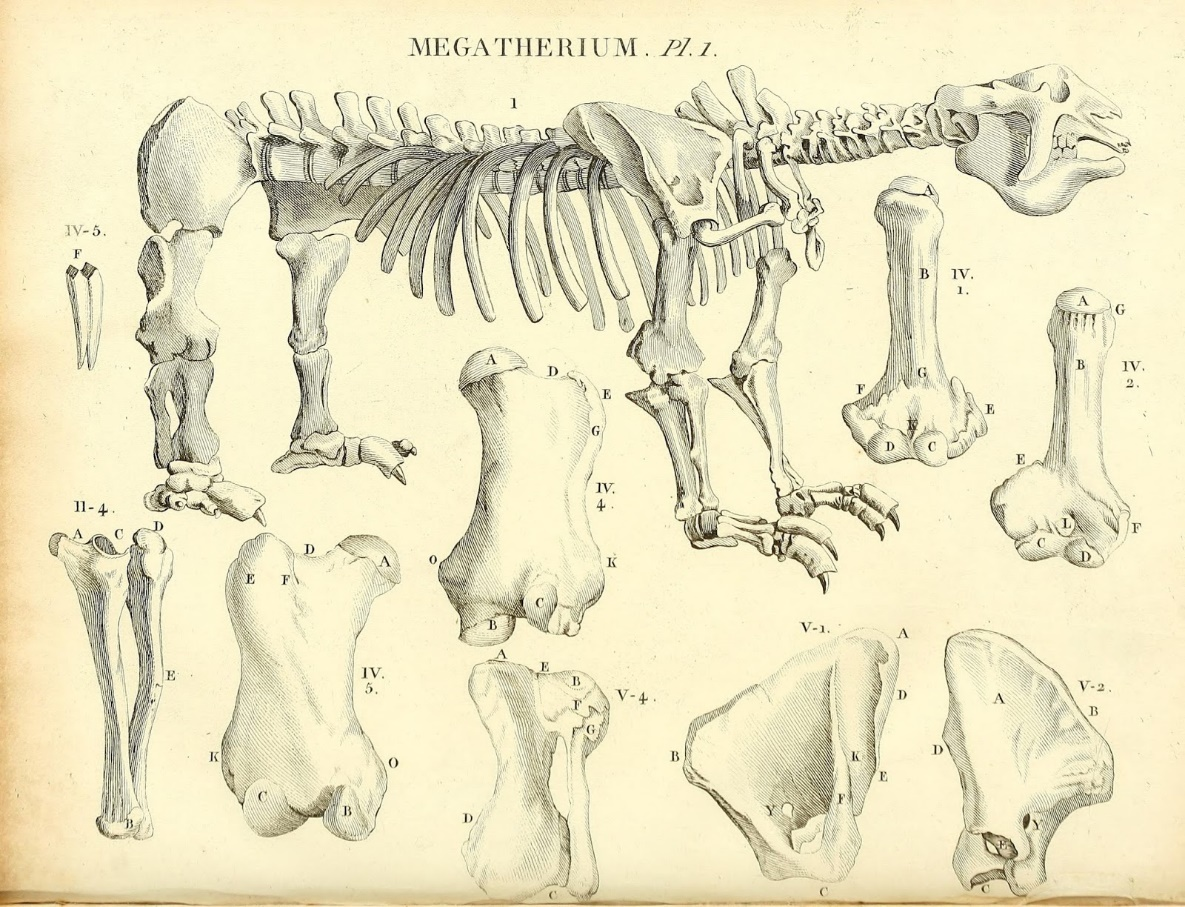 MEGATHERIUM. Pl. 1.
1
IV-5.
F
A
B
IV.
1.
G
F
E
K
D
C
A
G
B
IV.
2.
E
L
F
C
D
A
D
E
G
IV.
4.
O
K
C
B
II-4.
A
C
D
E
B
D
A
E
F
IV.
5.
K
O
C
B
A
E
B
V-4.
F
G
D
C
V-1.
A
D
B
K
E
F
Y
C
V-2.
A
B
D
Y
E
C